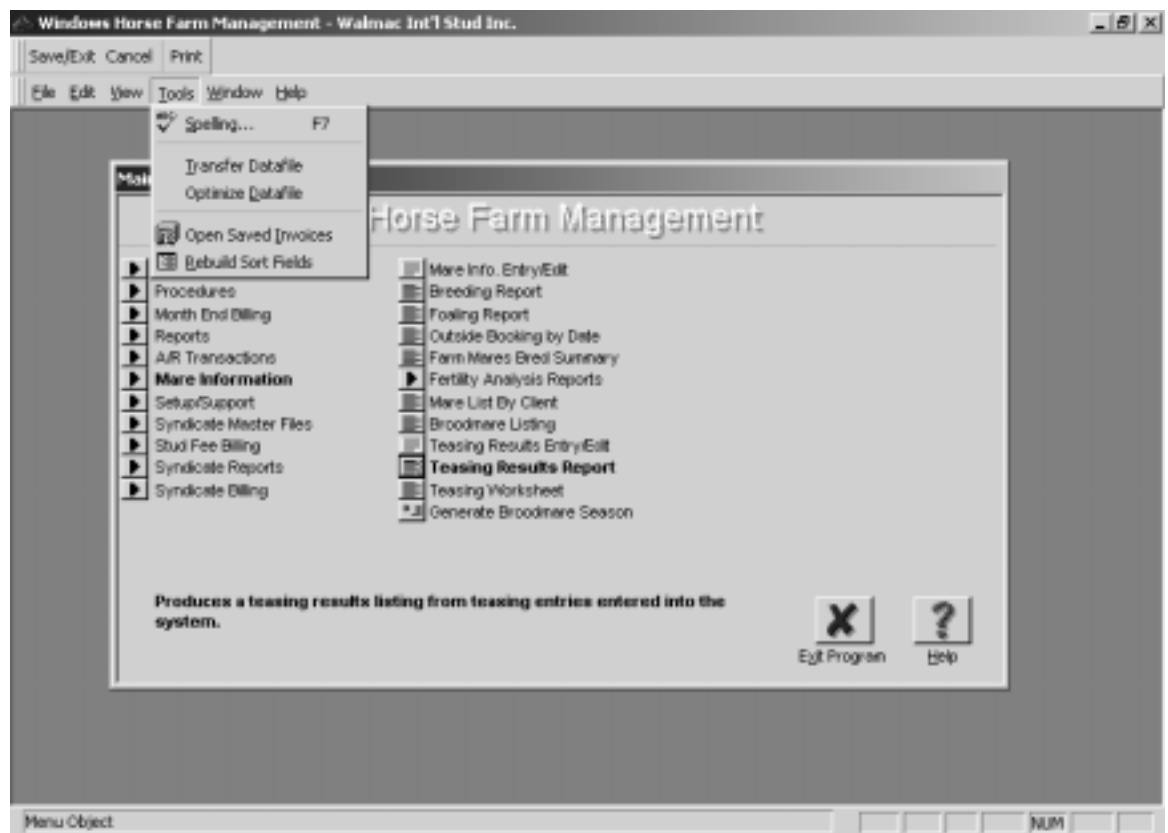 Windows Horse Farm Management - Walmac Int'l Stud Inc.
Save/Exit Cancel Print
File Edit View Tools Window Help
Spelling... F7
Transfer Datafile
Optimize Datafile
Open Saved Invoices
Rebuild Sort Fields
Mai
Horse Farm Management
Procedures
Month End Billing
Reports
A/R Transactions
Mare Information
Setup/Support
Syndicate Master Files
Stud Fee Billing
Syndicate Reports
Syndicate Billing
Mare Info. Entry/Edit
Breeding Report
Foaling Report
Outside Booking by Date
Farm Mares Bred Summary
Fertility Analysis Reports
Mare List By Client
Broodmare Listing
Teasing Results Entry/Edit
Teasing Results Report
Teasing Worksheet
Generate Broodmare Season
Produces a teasing results listing from teasing entries entered into the
system.
Exit Program Help
Menu Object NUM